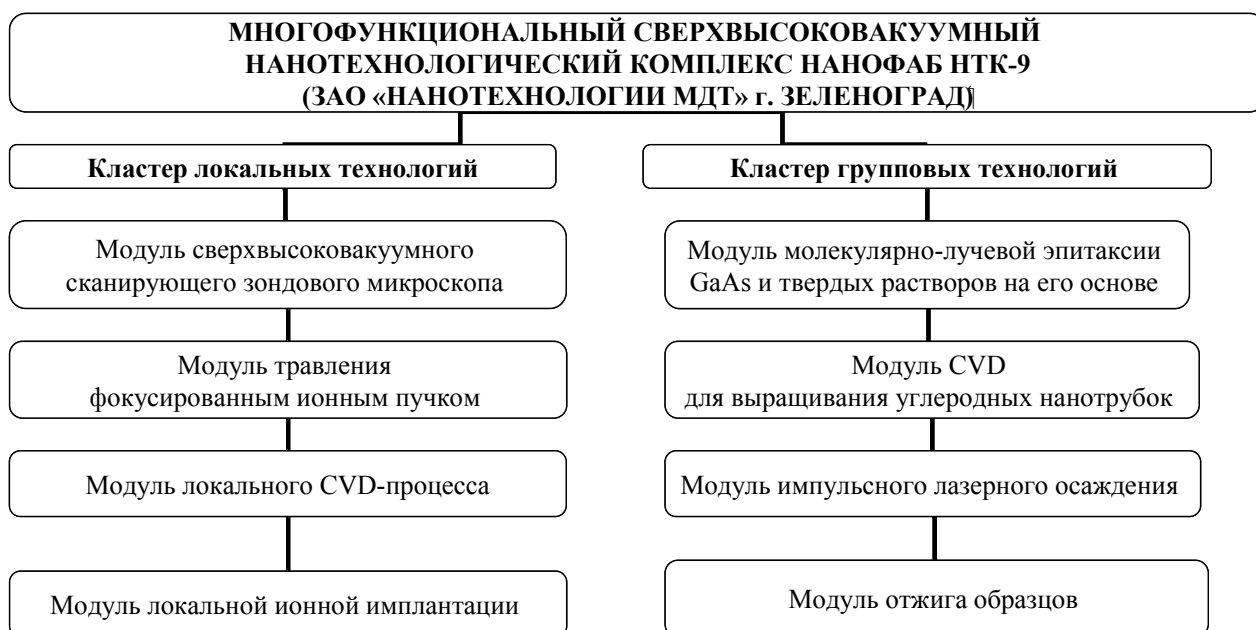 МНОГОФУНКЦИОНАЛЬНЫЙ СВЕРХВЫСОКОВАКУУМНЫЙ
НАНОТЕХНОЛОГИЧЕСКИЙ КОМПЛЕКС НАНОФАБ НТК-9
(ЗАО «НАНОТЕХНОЛОГИИ МДТ» г. ЗЕЛЕНОГРАД)
Кластер локальных технологий
Модуль сверхвысоковакуумного
сканирующего зондового микроскопа
Модуль травления
фокусированным ионным пучком
Модуль локального CVD-процесса
Модуль локальной ионной имплантации
Кластер групповых технологий
Модуль молекулярно-лучевой эпитаксии
GaAs и твердых растворов на его основе
Модуль CVD
для выращивания углеродных нанотрубок
Модуль импульсного лазерного осаждения
Модуль отжига образцов